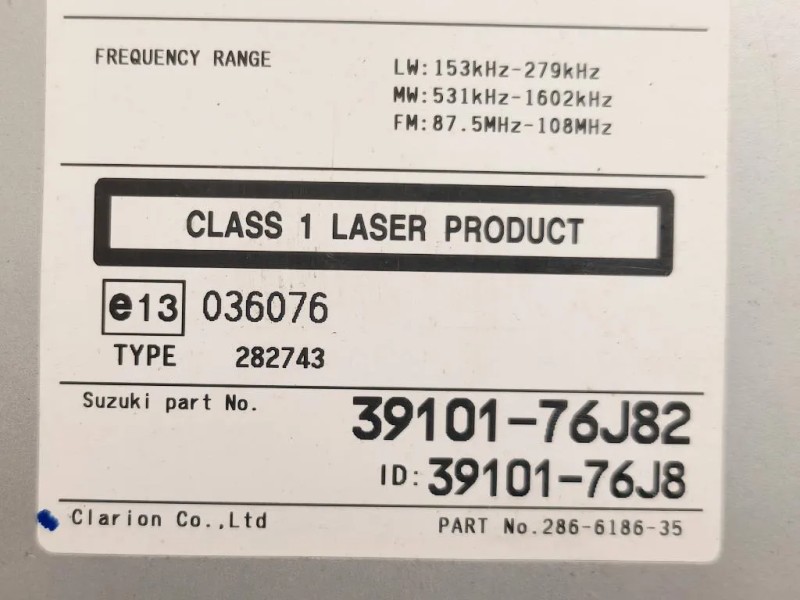 FREQUENCY RANGE
LW:153kHz-279kHz
MW:531kHz-1602kHz
FM:87.5MHz-108MHz
CLASS 1 LASER PRODUCT
e13 036076
TYPE 282743
Suzuki part No. 39101-76J82
ID:39101-76J8
Clarion Co.,Ltd PART No.286-6186-35